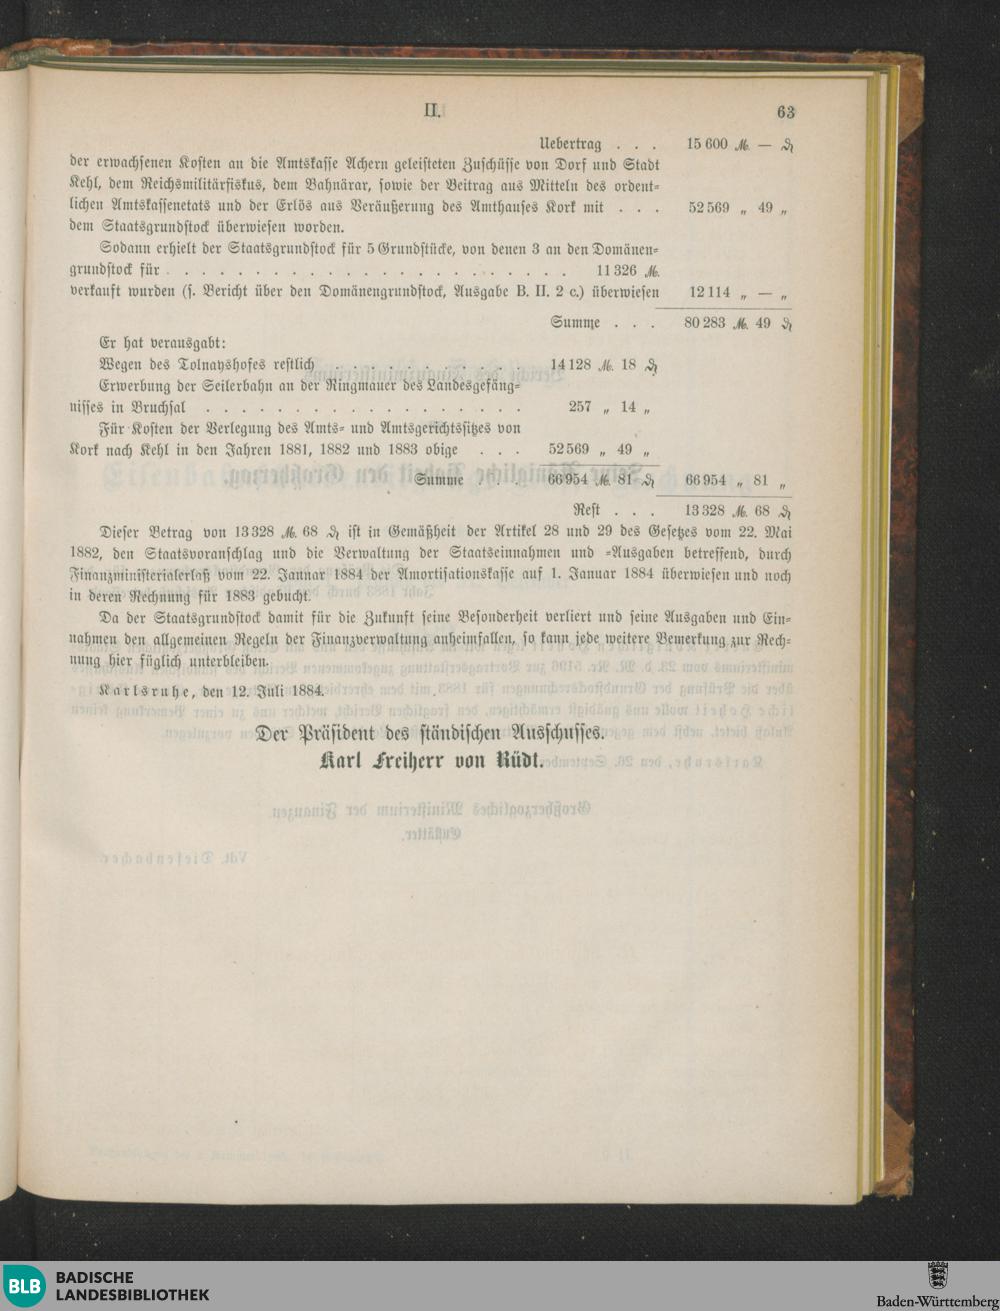 II.
63
Uebertrag . . . 15 600 ℳ — ₰
der erwachsenen Kosten an die Amtskasse Achern geleisteten Zuschüsse von Dorf und Stadt
Kehl, dem Reichsmilitärfiskus, dem Bahnärar, sowie der Beitrag aus Mitteln des ordent-
lichen Amtskassenetats und der Erlös aus Veräußerung des Amthauses Kork mit . . . 52 569 „ 49 „
dem Staatsgrundstock überwiesen worden.
Sodann erhielt der Staatsgrundstock für 5 Grundstücke, von denen 3 an den Domänen-
grundstock für . . . . . . . . . . . . . . . . . . . . . . . 11 326 ℳ
verkauft wurden (s. Bericht über den Domänengrundstock, Ausgabe B. II. 2 c.) überwiesen 12 114 „ — „
Summe . . . 80 283 ℳ 49 ₰
Er hat verausgabt:
Wegen des Tolnayshofes restlich . . . . . . . . . . . 14 128 ℳ 18 ₰
Erwerbung der Seilerbahn an der Ringmauer des Landesgefäng-
nisses in Bruchsal . . . . . . . . . . . . . . . . . 257 „ 14 „
Für Kosten der Verlegung des Amts- und Amtsgerichtssitzes von
Kork nach Kehl in den Jahren 1881, 1882 und 1883 obige . . . 52 569 „ 49 „
Summe . . . 66 954 ℳ 81 ₰ 66 954 „ 81 „
Rest . . . 13 328 ℳ 68 ₰
Dieser Betrag von 13 328 ℳ 68 ₰ ist in Gemäßheit der Artikel 28 und 29 des Gesetzes vom 22. Mai
1882, den Staatsvoranschlag und die Verwaltung der Staatseinnahmen und -Ausgaben betreffend, durch
Finanzministerialerlaß vom 22. Januar 1884 der Amortisationskasse auf 1. Januar 1884 überwiesen und noch
in deren Rechnung für 1883 gebucht.
Da der Staatsgrundstock damit für die Zukunft seine Besonderheit verliert und seine Ausgaben und Ein-
nahmen den allgemeinen Regeln der Finanzverwaltung anheimfallen, so kann jede weitere Bemerkung zur Rech-
nung hier füglich unterbleiben.
Karlsruhe, den 12. Juli 1884.
Der Präsident des ständischen Ausschusses.
Karl Freiherr von Rüdt.
BLB BADISCHE
LANDESBIBLIOTHEK
Baden-Württemberg